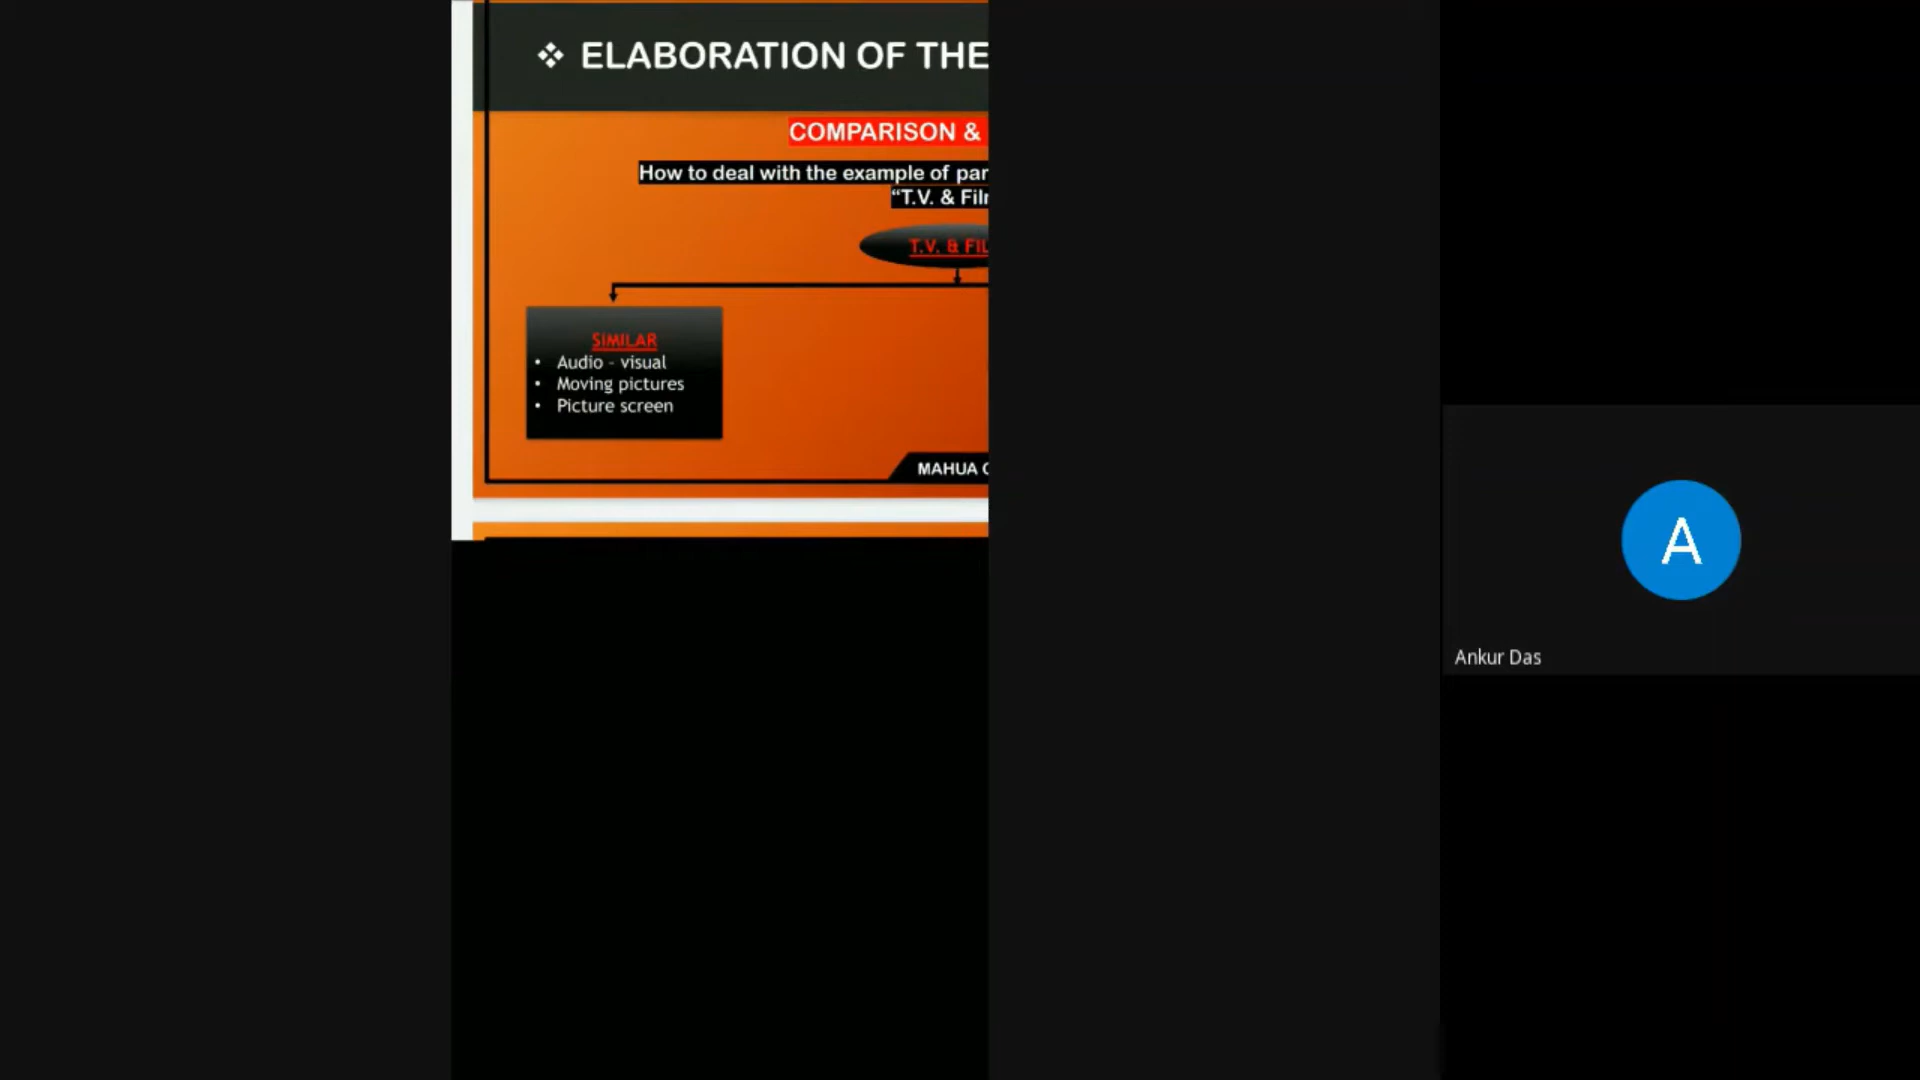 ❖ ELABORATION OF THE
COMPARISON &
How to deal with the example of par
“T.V. & Fil
T.V. & FIL
SIMILAR
• Audio - visual
• Moving pictures
• Picture screen
MAHUA
A
Ankur Das